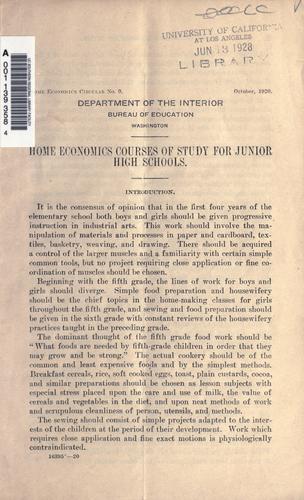 UNIVERSITY OF CALIFORNIA
AT LOS ANGELES
JUN 13 1928
LIBRARY
A
001 139 358 4
Home Economics Circular No. 9.    October, 1920.
DEPARTMENT OF THE INTERIOR
BUREAU OF EDUCATION
WASHINGTON
HOME ECONOMICS COURSES OF STUDY FOR JUNIOR
HIGH SCHOOLS.
INTRODUCTION.
It is the consensus of opinion that in the first four years of the
elementary school both boys and girls should be given progressive
instruction in industrial arts. This work should involve the ma-
nipulation of materials and processes in paper and cardboard, tex-
tiles, basketry, weaving, and drawing. There should be acquired
a control of the larger muscles and a familiarity with certain simple
common tools, but no project requiring close application or fine co-
ordination of muscles should be chosen.
Beginning with the fifth grade, the lines of work for boys and
girls should diverge. Simple food preparation and housewifery
should be the chief topics in the home-making classes for girls
throughout the fifth grade, and sewing and food preparation should
be given in the sixth grade with constant reviews of the housewifery
practices taught in the preceding grade.
The dominant thought of the fifth grade food work should be
"What foods are needed by fifth-grade children in order that they
may grow and be strong." The actual cookery should be of the
common and least expensive foods and by the simplest methods.
Breakfast cereals, rice, soft cooked eggs, toast, plain custards, cocoa,
and similar preparations should be chosen as lesson subjects with
especial stress placed upon the care and use of milk, the value of
cereals and vegetables in the diet, and upon neat methods of work
and scrupulous cleanliness of person, utensils, and methods.
The sewing should consist of simple projects adapted to the inter-
ests of the children at the period of their development. Work which
requires close application and fine exact motions is physiologically
contraindicated.
16395°—20